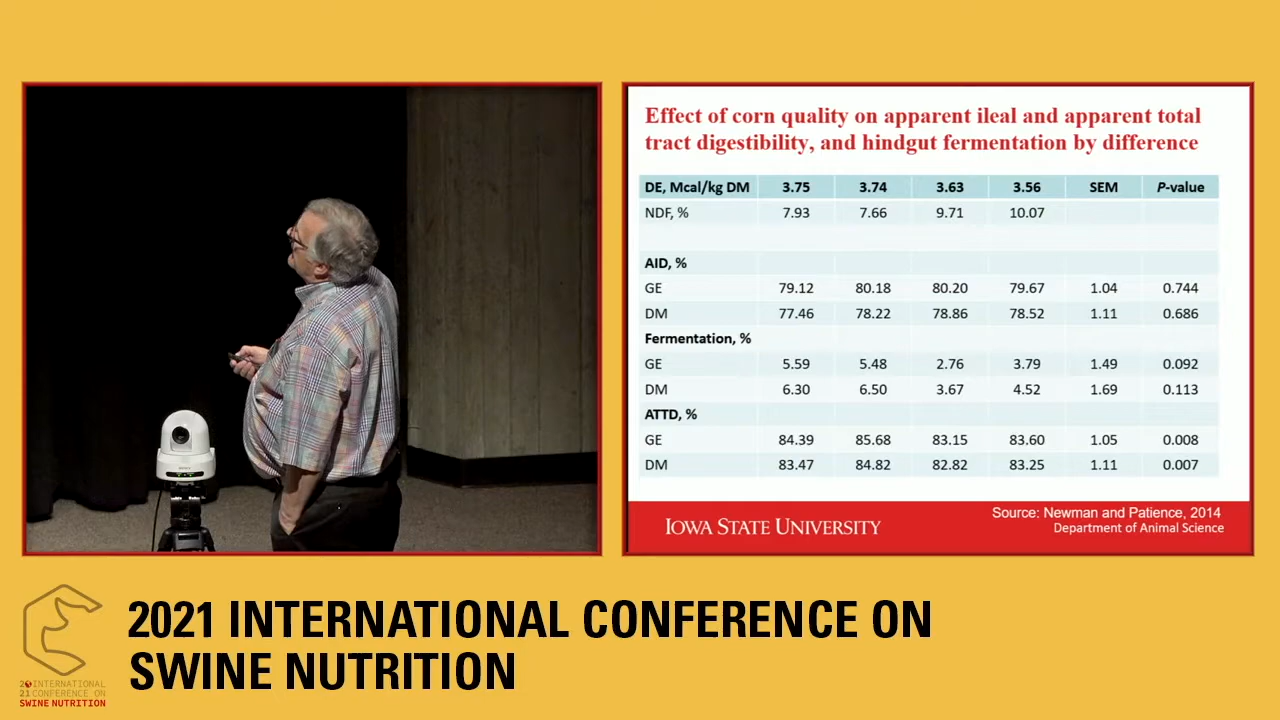 Effect of corn quality on apparent ileal and apparent total
tract digestibility, and hindgut fermentation by difference
DE, Mcal/kg DM 3.75 3.74 3.63 3.56 SEM P-value
NDF, % 7.93 7.66 9.71 10.07
AID, %
GE 79.12 80.18 80.20 79.67 1.04 0.744
DM 77.46 78.22 78.86 78.52 1.11 0.686
Fermentation, %
GE 5.59 5.48 2.76 3.79 1.49 0.092
DM 6.30 6.50 3.67 4.52 1.69 0.113
ATTD, %
GE 84.39 85.68 83.15 83.60 1.05 0.008
DM 83.47 84.82 82.82 83.25 1.11 0.007
IOWA STATE UNIVERSITY
Source: Newman and Patience, 2014
Department of Animal Science
2021 INTERNATIONAL CONFERENCE ON
SWINE NUTRITION
20 INTERNATIONAL
21 CONFERENCE ON
SWINE NUTRITION